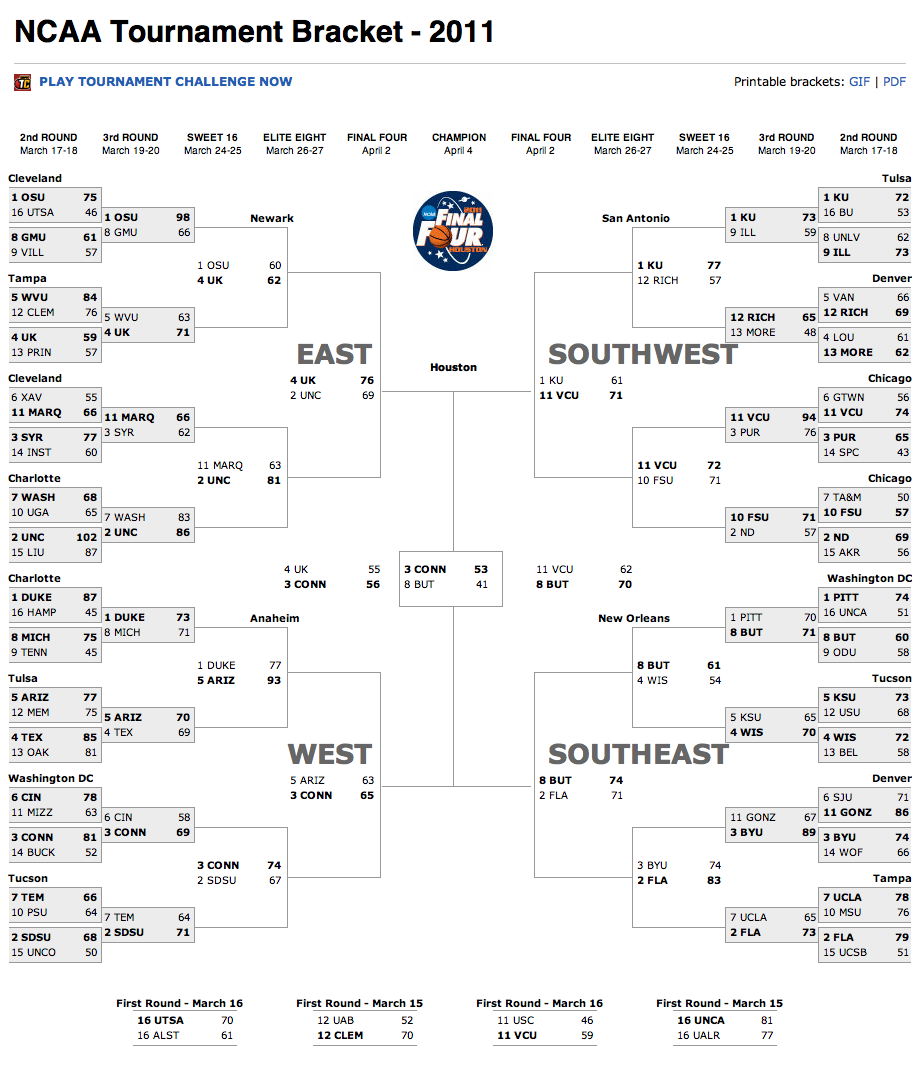 NCAA Tournament Bracket - 2011
PLAY TOURNAMENT CHALLENGE NOW
Printable brackets: GIF | PDF
2nd ROUND 3rd ROUND SWEET 16 ELITE EIGHT FINAL FOUR CHAMPION FINAL FOUR ELITE EIGHT SWEET 16 3rd ROUND 2nd ROUND
March 17-18 March 19-20 March 24-25 March 26-27 April 2 April 4 April 2 March 26-27 March 24-25 March 19-20 March 17-18
Cleveland
1 OSU 75
16 UTSA 46
8 GMU 61
9 VILL 57
Tampa
5 WVU 84
12 CLEM 76
4 UK 59
13 PRIN 57
Cleveland
6 XAV 55
11 MARQ 66
3 SYR 77
14 INST 60
Charlotte
7 WASH 68
10 UGA 65
2 UNC 102
15 LIU 87
1 OSU 98
8 GMU 66
5 WVU 63
4 UK 71
11 MARQ 66
3 SYR 62
7 WASH 83
2 UNC 86
Newark
1 OSU 60
4 UK 62
11 MARQ 63
2 UNC 81
EAST
4 UK 76
2 UNC 69
Charlotte
1 DUKE 87
16 HAMP 45
8 MICH 75
9 TENN 45
Tulsa
5 ARIZ 77
12 MEM 75
4 TEX 85
13 OAK 81
Washington DC
6 CIN 78
11 MIZZ 63
3 CONN 81
14 BUCK 52
Tucson
7 TEM 66
10 PSU 64
2 SDSU 68
15 UNCO 50
1 DUKE 73
8 MICH 71
5 ARIZ 70
4 TEX 69
6 CIN 58
3 CONN 69
7 TEM 64
2 SDSU 71
Anaheim
1 DUKE 77
5 ARIZ 93
3 CONN 74
2 SDSU 67
WEST
5 ARIZ 63
3 CONN 65
NCAA
2011
FINAL
FOUR
HOUSTON
Houston
4 UK 55
3 CONN 56
3 CONN 53
8 BUT 41
11 VCU 62
8 BUT 70
San Antonio
1 KU 77
12 RICH 57
11 VCU 72
10 FSU 71
SOUTHWEST
1 KU 61
11 VCU 71
1 KU 73
9 ILL 59
12 RICH 65
13 MORE 48
11 VCU 94
3 PUR 76
10 FSU 71
2 ND 57
Tulsa
1 KU 72
16 BU 53
8 UNLV 62
9 ILL 73
Denver
5 VAN 66
12 RICH 69
4 LOU 61
13 MORE 62
Chicago
6 GTWN 56
11 VCU 74
3 PUR 65
14 SPC 43
Chicago
7 TA&M 50
10 FSU 57
2 ND 69
15 AKR 56
New Orleans
8 BUT 61
4 WIS 54
3 BYU 74
2 FLA 83
SOUTHEAST
8 BUT 74
2 FLA 71
1 PITT 70
8 BUT 71
5 KSU 65
4 WIS 70
11 GONZ 67
3 BYU 89
7 UCLA 65
2 FLA 73
Washington DC
1 PITT 74
16 UNCA 51
8 BUT 60
9 ODU 58
Tucson
5 KSU 73
12 USU 68
4 WIS 72
13 BEL 58
Denver
6 SJU 71
11 GONZ 86
3 BYU 74
14 WOF 66
Tampa
7 UCLA 78
10 MSU 76
2 FLA 79
15 UCSB 51
First Round - March 16
16 UTSA 70
16 ALST 61
First Round - March 15
12 UAB 52
12 CLEM 70
First Round - March 16
11 USC 46
11 VCU 59
First Round - March 15
16 UNCA 81
16 UALR 77